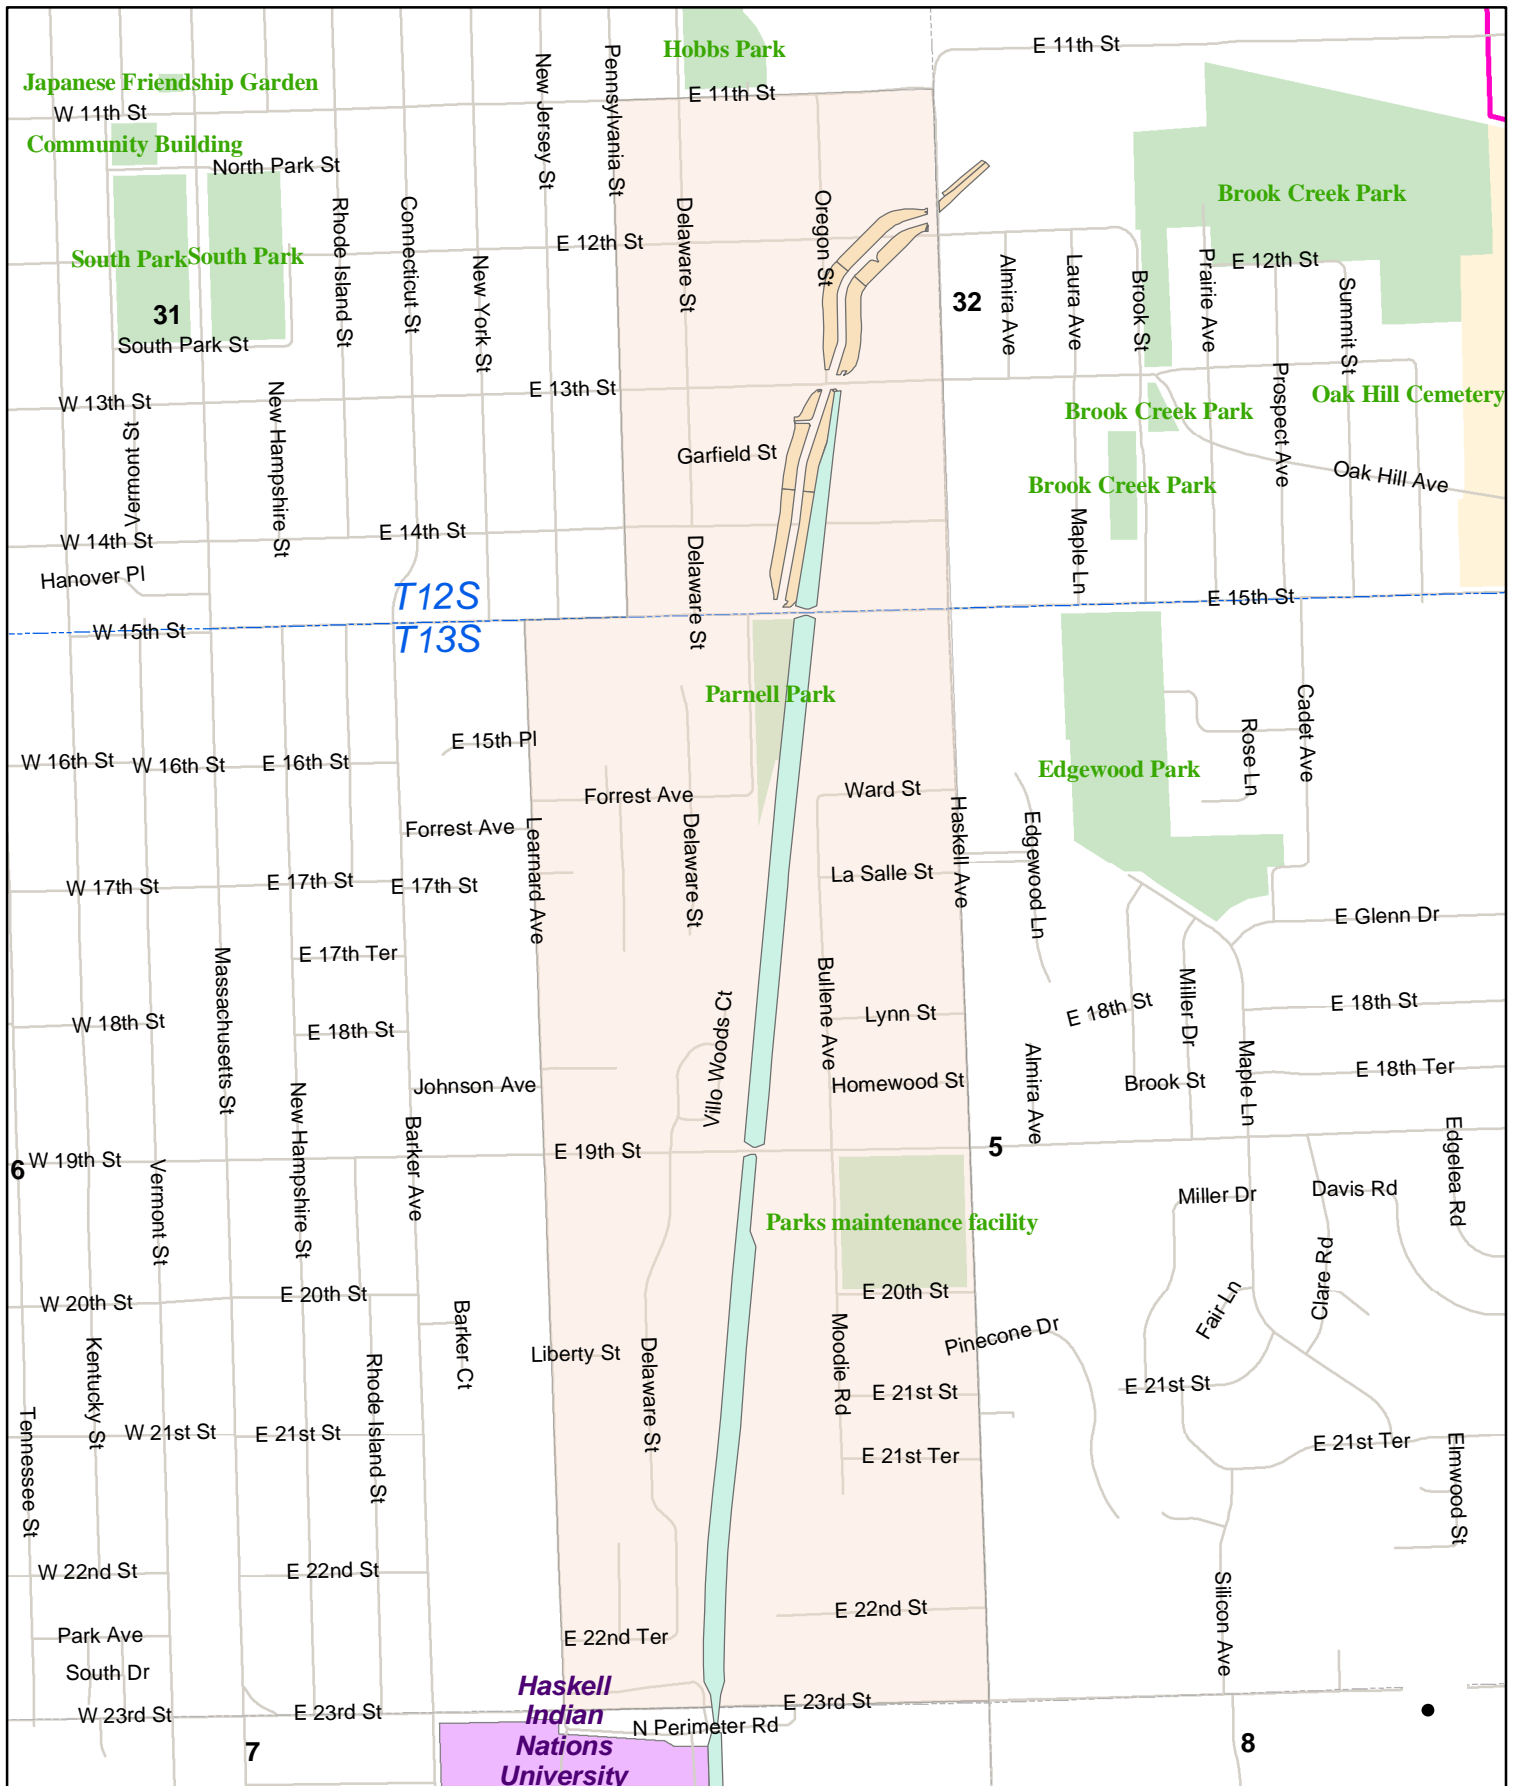 Hobbs Park
E 11th St
Japanese Friendship Garden
W 11th St
E 11th St
New Jersey St
Pennsylvania St
Community Building
North Park St
Brook Creek Park
Rhode Island St
Connecticut St
Delaware St
Oregon St
E 12th St
South Park
South Park
New York St
Almira Ave
Laura Ave
Brook St
Prairie Ave
E 12th St
Summit St
31
32
South Park St
W 13th St
E 13th St
New Hampshire St
Vermont St
Prospect Ave
Oak Hill Cemetery
Brook Creek Park
Garfield St
Oak Hill Ave
Brook Creek Park
W 14th St
E 14th St
Maple Ln
Delaware St
Hanover Pl
T12S
E 15th St
W 15th St
T13S
Parnell Park
Cadet Ave
Rose Ln
E 15th Pl
W 16th St
W 16th St
E 16th St
Edgewood Park
Forrest Ave
Ward St
Forrest Ave
Learnard Ave
Delaware St
Haskell Ave
Edgewood Ln
La Salle St
W 17th St
E 17th St
E 17th St
E Glenn Dr
Massachusetts St
E 17th Ter
Bullene Ave
Miller Dr
Villo Woods Ct
E 18th St
E 18th St
Lynn St
W 18th St
E 18th St
Almira Ave
Maple Ln
E 18th Ter
Johnson Ave
Homewood St
Brook St
New Hampshire St
Barker Ave
Edgelea Rd
E 19th St
5
W 19th St
6
Vermont St
Miller Dr
Davis Rd
Parks maintenance facility
Clare Rd
Fair Ln
E 20th St
E 20th St
W 20th St
Barker Ct
Moodie Rd
Pinecone Dr
Kentucky St
Rhode Island St
Liberty St
Delaware St
E 21st St
E 21st St
Tennessee St
W 21st St
E 21st St
E 21st Ter
E 21st Ter
Elmwood St
W 22nd St
E 22nd St
Silicon Ave
E 22nd St
Park Ave
E 22nd Ter
South Dr
Haskell
Indian
Nations
University
W 23rd St
E 23rd St
E 23rd St
N Perimeter Rd
7
8